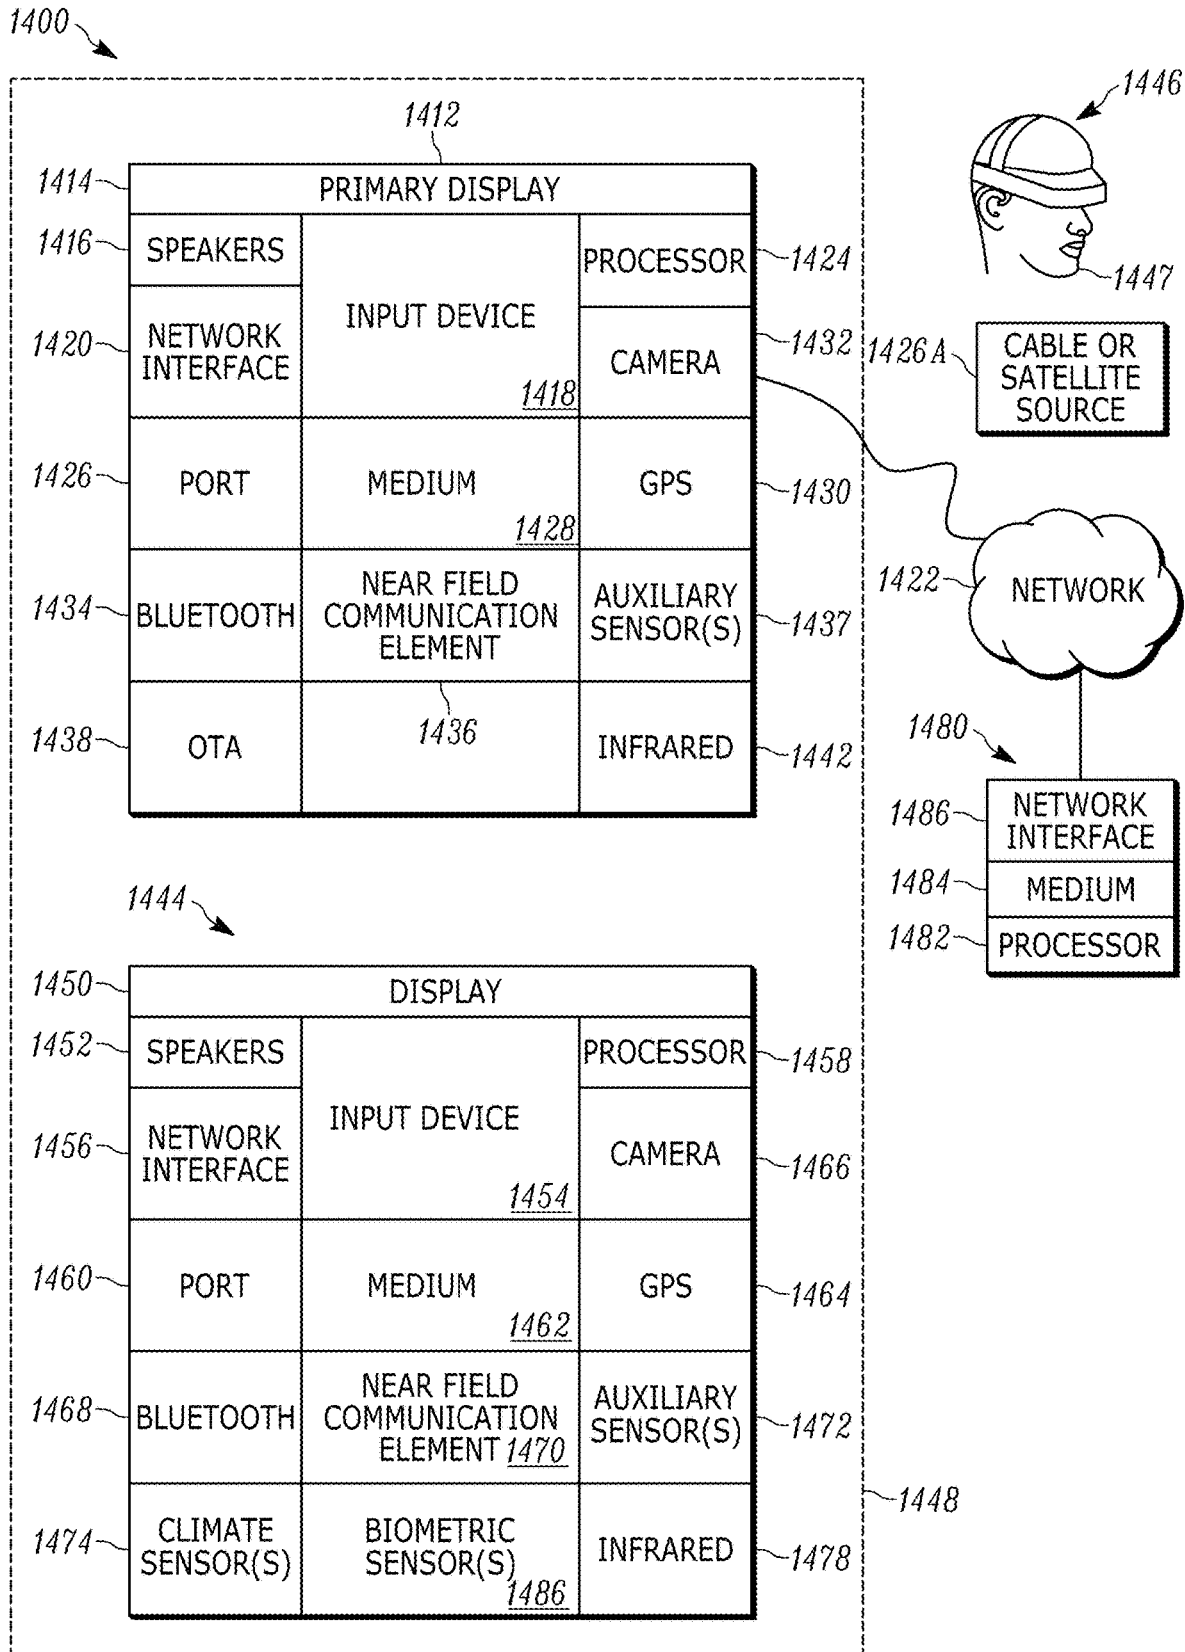 1400
1446
1412
1414
PRIMARY DISPLAY
1416
SPEAKERS
INPUT DEVICE
1418
PROCESSOR
1424
1447
1420
NETWORK
INTERFACE
CAMERA
1432
1426A
CABLE OR
SATELLITE
SOURCE
1426
PORT
MEDIUM
1428
GPS
1430
1422
NETWORK
1434
BLUETOOTH
NEAR FIELD
COMMUNICATION
ELEMENT
1436
AUXILIARY
SENSOR(S)
1437
1438
OTA
INFRARED
1442
1480
1486
NETWORK
INTERFACE
1484
MEDIUM
1482
PROCESSOR
1444
1450
DISPLAY
1452
SPEAKERS
INPUT DEVICE
1454
PROCESSOR
1458
1456
NETWORK
INTERFACE
CAMERA
1466
1460
PORT
MEDIUM
1462
GPS
1464
1468
BLUETOOTH
NEAR FIELD
COMMUNICATION
ELEMENT 1470
AUXILIARY
SENSOR(S)
1472
1448
1474
CLIMATE
SENSOR(S)
BIOMETRIC
SENSOR(S)
1486
INFRARED
1478